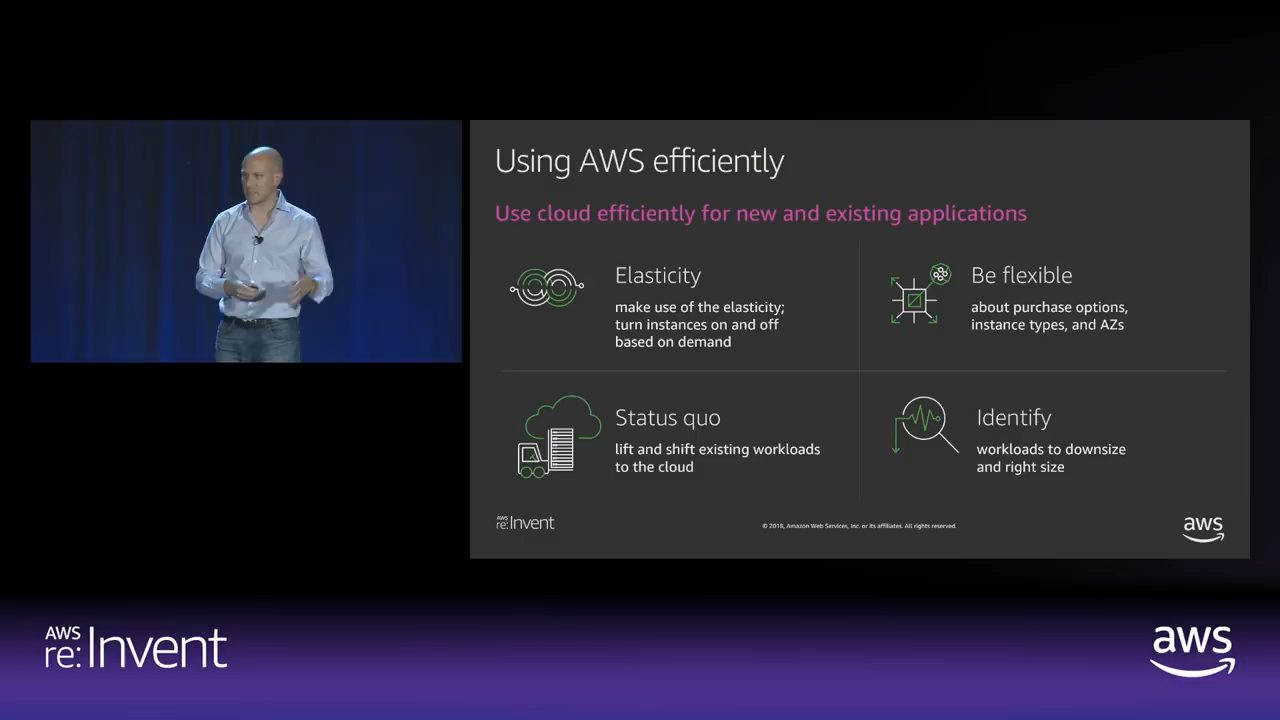 Using AWS efficiently
Use cloud efficiently for new and existing applications
Elasticity
make use of the elasticity;
turn instances on and off
based on demand
Be flexible
about purchase options,
instance types, and AZs
Status quo
lift and shift existing workloads
to the cloud
Identify
workloads to downsize
and right size
AWS
re:Invent
© 2018, Amazon Web Services, Inc. or its affiliates. All rights reserved.
aws
AWS
re:Invent
aws